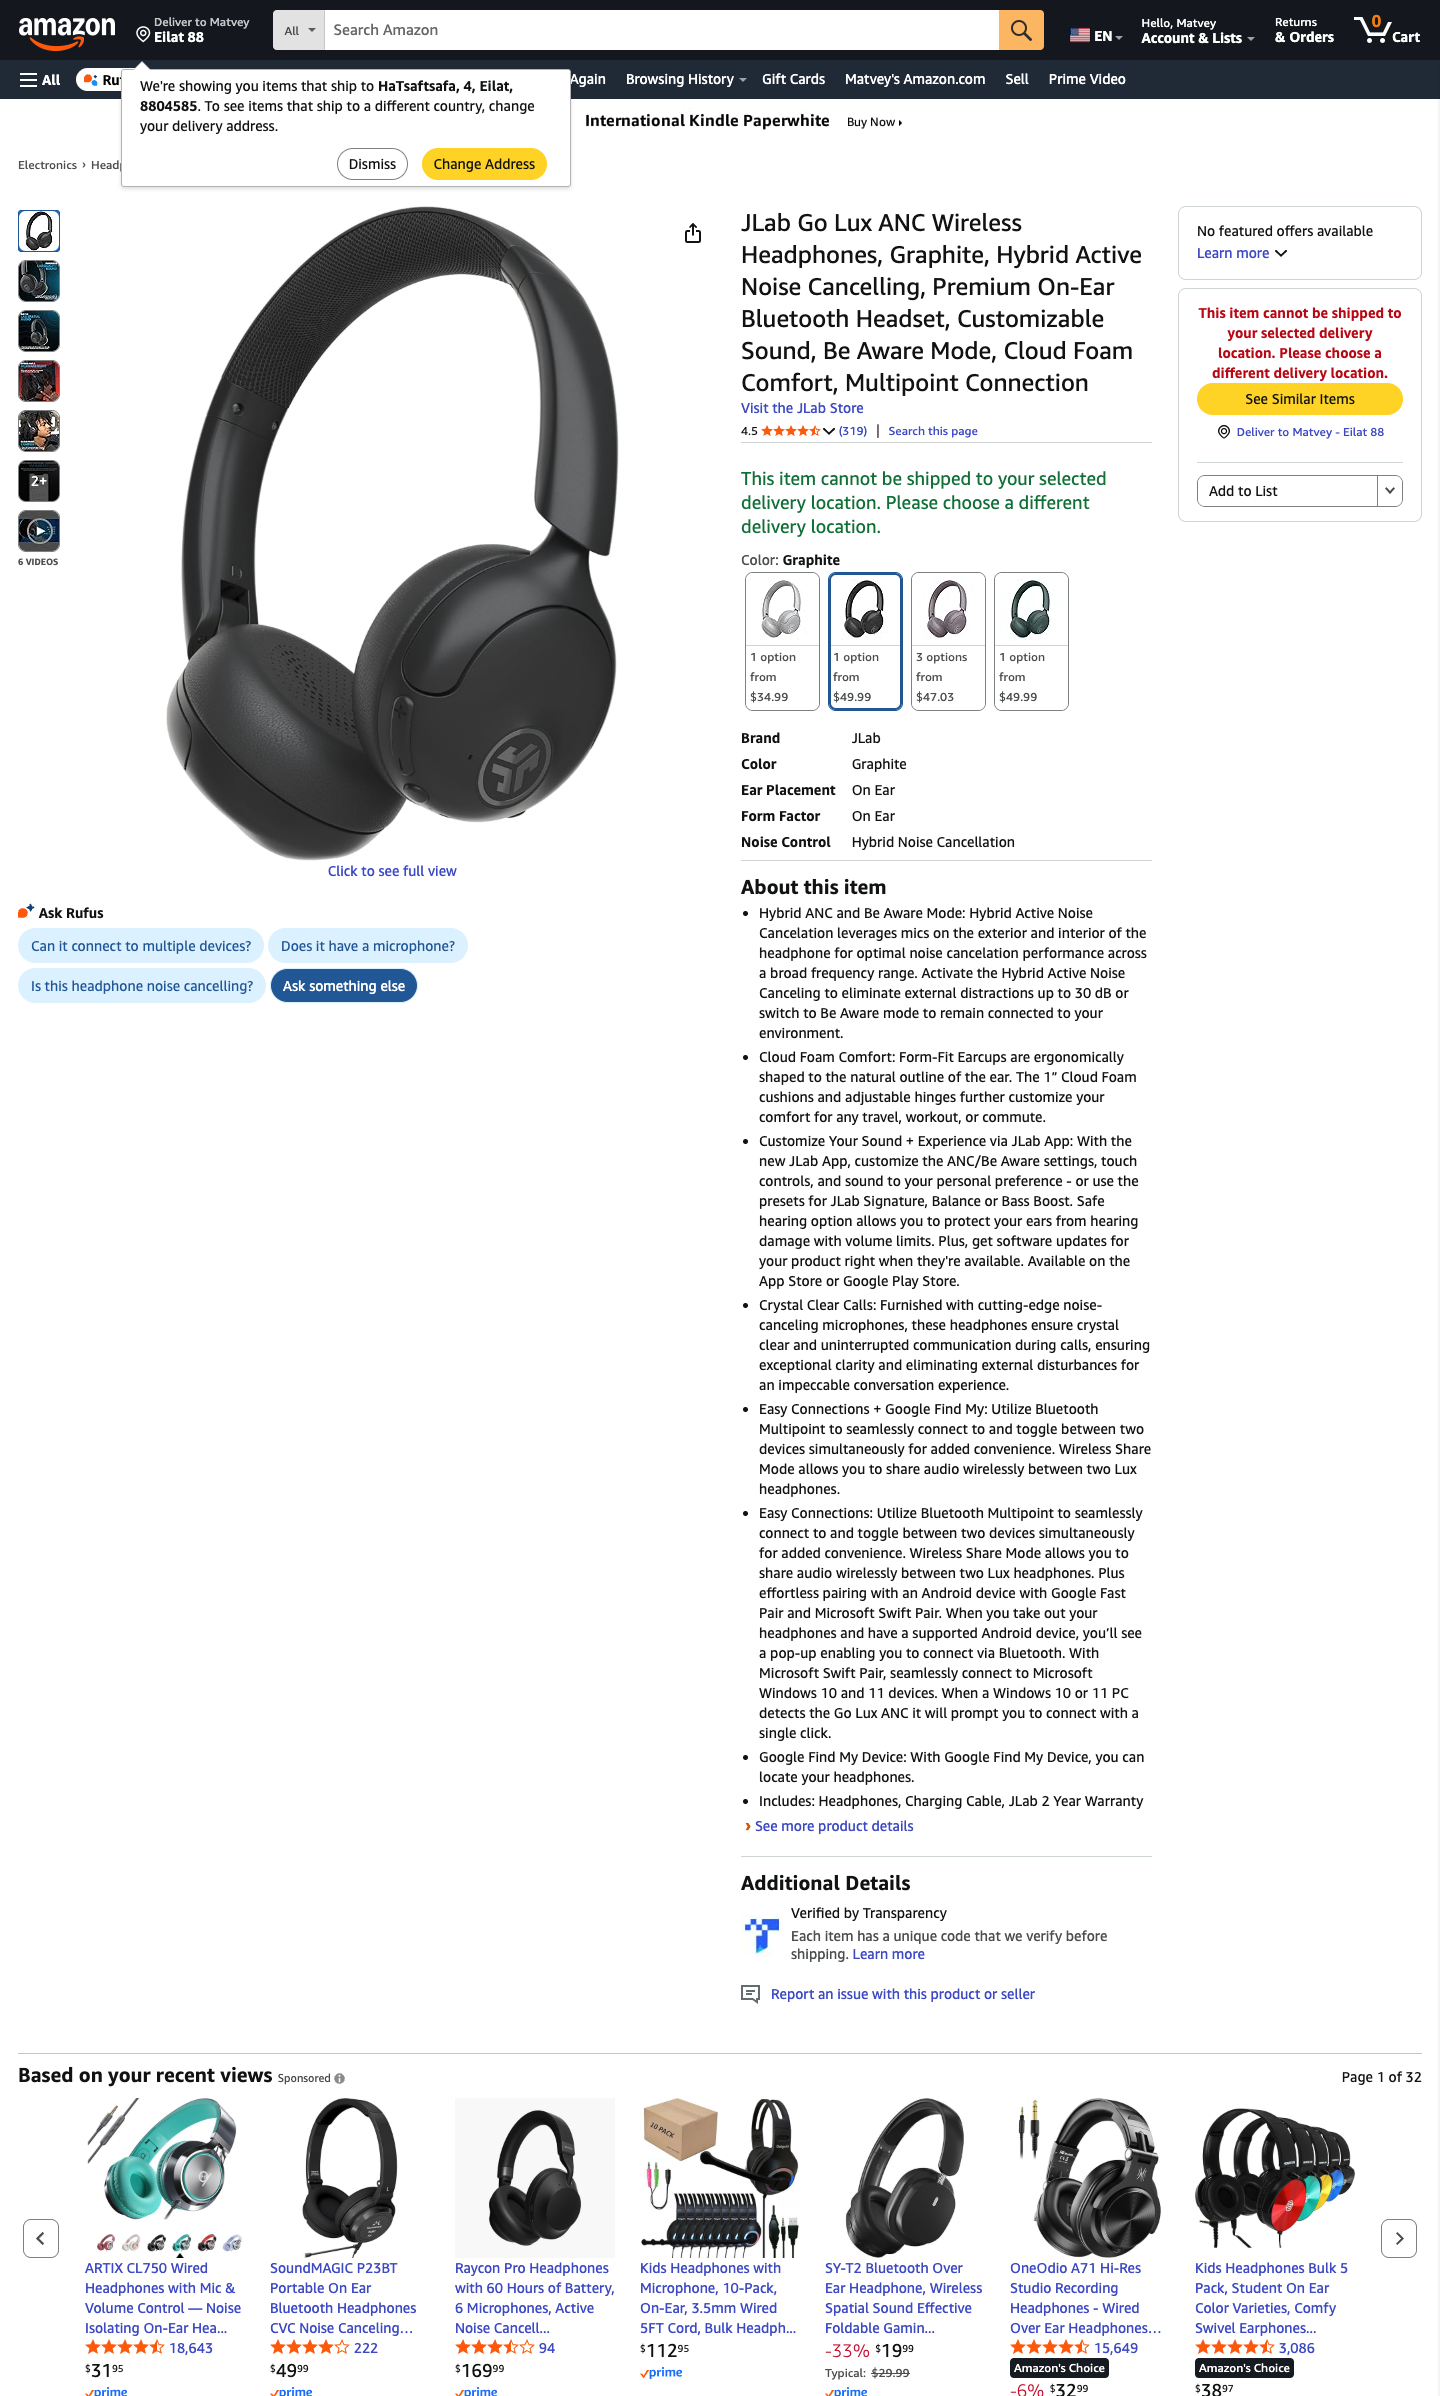 amazon
Deliver to Matvey
Eilat 88
All
Search Amazon
EN
Hello, Matvey
Account & Lists
Returns
& Orders
0
Cart
All
Again
Browsing History
Gift Cards
Matvey's Amazon.com
Sell
Prime Video
We're showing you items that ship to HaTsaftsafa, 4, Eilat,
8804585. To see items that ship to a different country, change
your delivery address.
Dismiss
Change Address
International Kindle Paperwhite
Buy Now
Electronics ›
2+
6 VIDEOS
Click to see full view
Ask Rufus
Can it connect to multiple devices?
Does it have a microphone?
Is this headphone noise cancelling?
Ask something else
JLab Go Lux ANC Wireless
Headphones, Graphite, Hybrid Active
Noise Cancelling, Premium On-Ear
Bluetooth Headset, Customizable
Sound, Be Aware Mode, Cloud Foam
Comfort, Multipoint Connection
Visit the JLab Store
4.5 (319) | Search this page
This item cannot be shipped to your selected
delivery location. Please choose a different
delivery location.
Color: Graphite
1 option
from
$34.99
1 option
from
$49.99
3 options
from
$47.03
1 option
from
$49.99
Brand JLab
Color Graphite
Ear Placement On Ear
Form Factor On Ear
Noise Control Hybrid Noise Cancellation
About this item
Hybrid ANC and Be Aware Mode: Hybrid Active Noise
Cancelation leverages mics on the exterior and interior of the
headphone for optimal noise cancelation performance across
a broad frequency range. Activate the Hybrid Active Noise
Canceling to eliminate external distractions up to 30 dB or
switch to Be Aware mode to remain connected to your
environment.
Cloud Foam Comfort: Form-Fit Earcups are ergonomically
shaped to the natural outline of the ear. The 1” Cloud Foam
cushions and adjustable hinges further customize your
comfort for any travel, workout, or commute.
Customize Your Sound + Experience via JLab App: With the
new JLab App, customize the ANC/Be Aware settings, touch
controls, and sound to your personal preference - or use the
presets for JLab Signature, Balance or Bass Boost. Safe
hearing option allows you to protect your ears from hearing
damage with volume limits. Plus, get software updates for
your product right when they're available. Available on the
App Store or Google Play Store.
Crystal Clear Calls: Furnished with cutting-edge noise-
canceling microphones, these headphones ensure crystal
clear and uninterrupted communication during calls, ensuring
exceptional clarity and eliminating external disturbances for
an impeccable conversation experience.
Easy Connections + Google Find My: Utilize Bluetooth
Multipoint to seamlessly connect to and toggle between two
devices simultaneously for added convenience. Wireless Share
Mode allows you to share audio wirelessly between two Lux
headphones.
Easy Connections: Utilize Bluetooth Multipoint to seamlessly
connect to and toggle between two devices simultaneously
for added convenience. Wireless Share Mode allows you to
share audio wirelessly between two Lux headphones. Plus
effortless pairing with an Android device with Google Fast
Pair and Microsoft Swift Pair. When you take out your
headphones and have a supported Android device, you’ll see
a pop-up enabling you to connect via Bluetooth. With
Microsoft Swift Pair, seamlessly connect to Microsoft
Windows 10 and 11 devices. When a Windows 10 or 11 PC
detects the Go Lux ANC it will prompt you to connect with a
single click.
Google Find My Device: With Google Find My Device, you can
locate your headphones.
Includes: Headphones, Charging Cable, JLab 2 Year Warranty
› See more product details
Additional Details
Verified by Transparency
Each item has a unique code that we verify before
shipping. Learn more
Report an issue with this product or seller
No featured offers available
Learn more
This item cannot be shipped to
your selected delivery
location. Please choose a
different delivery location.
See Similar Items
Deliver to Matvey - Eilat 88
Add to List
Based on your recent views Sponsored
Page 1 of 32
ARTIX CL750 Wired
Headphones with Mic &
Volume Control — Noise
Isolating On-Ear Hea...
18,643
$31.95
prime
SoundMAGIC P23BT
Portable On Ear
Bluetooth Headphones
CVC Noise Canceling...
222
$49.99
prime
Raycon Pro Headphones
with 60 Hours of Battery,
6 Microphones, Active
Noise Cancell...
94
$169.99
prime
10 PACK
Kids Headphones with
Microphone, 10-Pack,
On-Ear, 3.5mm Wired
5FT Cord, Bulk Headph...
$112.95
prime
SY-T2 Bluetooth Over
Ear Headphone, Wireless
Spatial Sound Effective
Foldable Gamin...
-33% $19.99
Typical: $29.99
prime
OneOdio A71 Hi-Res
Studio Recording
Headphones - Wired
Over Ear Headphones...
15,649
Amazon's Choice
-6% $32.99
Kids Headphones Bulk 5
Pack, Student On Ear
Color Varieties, Comfy
Swivel Earphones...
3,086
Amazon's Choice
$38.97